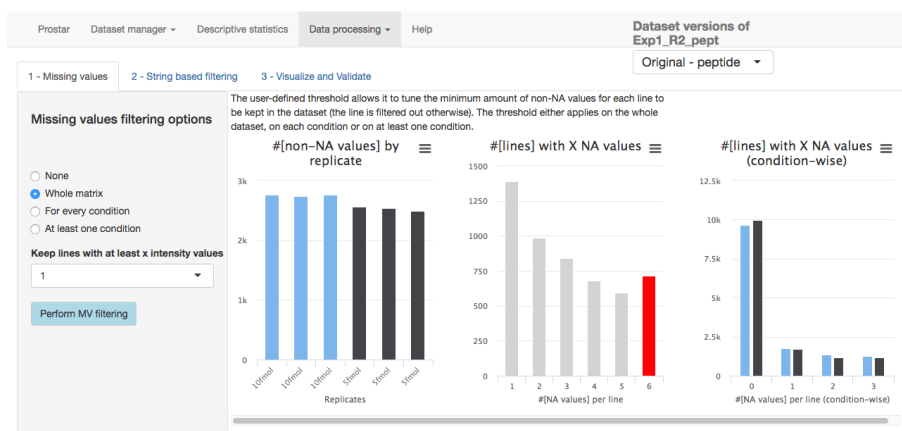 Prostar
Dataset manager
Descriptive statistics
Data processing
Help
Dataset versions of
Exp1_R2_pept
Original - peptide
1 - Missing values
2 - String based filtering
3 - Visualize and Validate
Missing values filtering options
None
Whole matrix
For every condition
At least one condition
Keep lines with at least x intensity values
1
Perform MV filtering
The user-defined threshold allows it to tune the minimum amount of non-NA values for each line to
be kept in the dataset (the line is filtered out otherwise). The threshold either applies on the whole
dataset, on each condition or on at least one condition.
#[non-NA values] by
replicate
3k
2k
1k
0
10fmol
10fmol
10fmol
5fmol
5fmol
5fmol
Replicates
#[lines] with X NA values
1500
1250
1000
750
500
250
0
1 2 3 4 5 6
#[NA values] per line
#[lines] with X NA values
(condition-wise)
12.5k
10k
7.5k
5k
2.5k
0
0 1 2 3
#[NA values] per line (condition-wise)